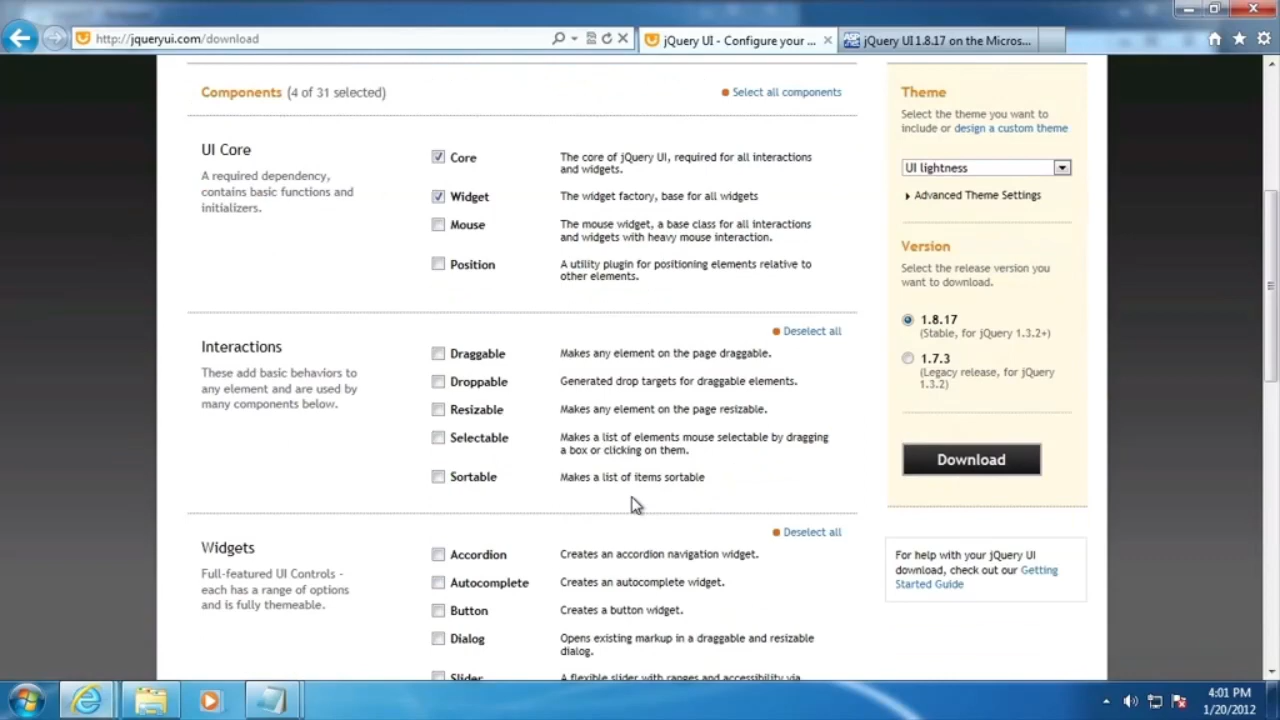 http://jqueryui.com/download
jQuery UI - Configure your ...
jQuery UI 1.8.17 on the Micros...
Components (4 of 31 selected)
Select all components
UI Core
A required dependency,
contains basic functions and
initializers.
Core
The core of jQuery UI, required for all interactions
and widgets.
Widget
The widget factory, base for all widgets
Mouse
The mouse widget, a base class for all interactions
and widgets with heavy mouse interaction.
Position
A utility plugin for positioning elements relative to
other elements.
Deselect all
Interactions
These add basic behaviors to
any element and are used by
many components below.
Draggable
Makes any element on the page draggable.
Droppable
Generated drop targets for draggable elements.
Resizable
Makes any element on the page resizable.
Selectable
Makes a list of elements mouse selectable by dragging
a box or clicking on them.
Sortable
Makes a list of items sortable
Deselect all
Widgets
Full-featured UI Controls -
each has a range of options
and is fully themeable.
Accordion
Creates an accordion navigation widget.
Autocomplete
Creates an autocomplete widget.
Button
Creates a button widget.
Dialog
Opens existing markup in a draggable and resizable
dialog.
Slider
A flexible slider with ranges and accessibility via
Theme
Select the theme you want to
include or design a custom theme
UI lightness
Advanced Theme Settings
Version
Select the release version you
want to download.
1.8.17
(Stable, for jQuery 1.3.2+)
1.7.3
(Legacy release, for jQuery
1.3.2)
Download
For help with your jQuery UI
download, check out our Getting
Started Guide
4:01 PM
1/20/2012